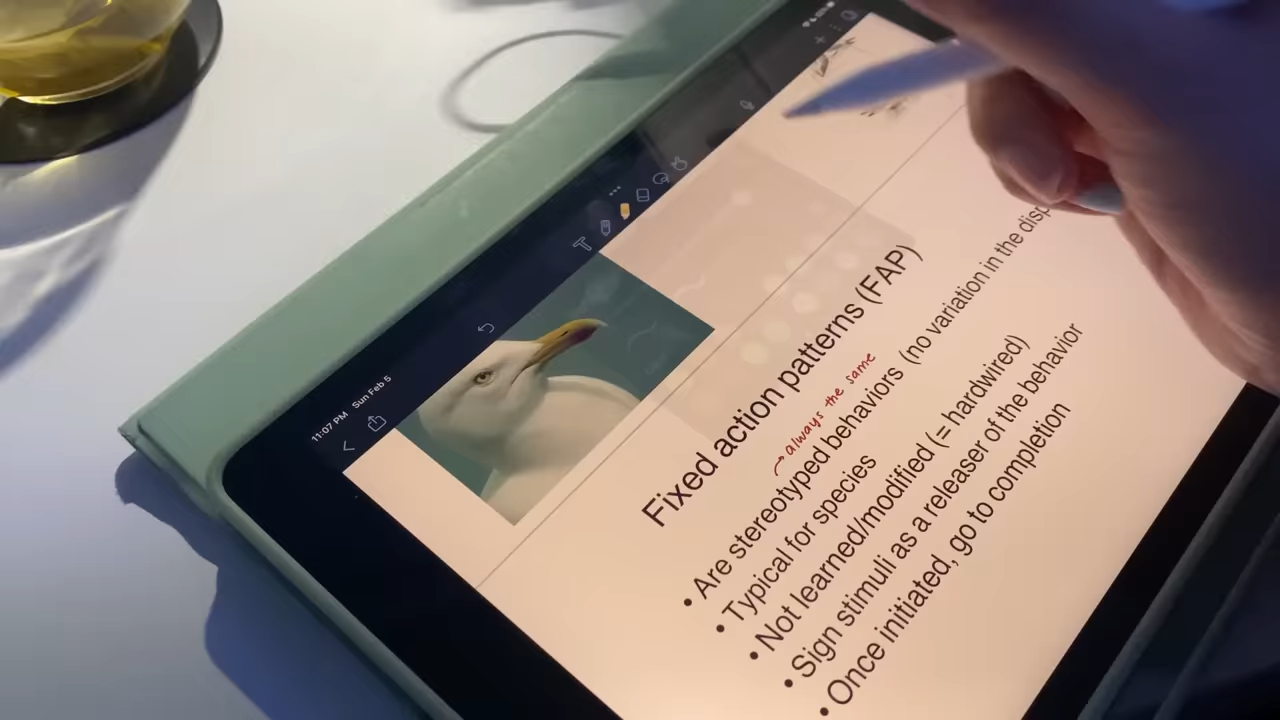 11:07 PM Sun Feb 5
Fixed action patterns (FAP)
always the same
• Are stereotyped behaviors (no variation in the
• Typical for species
• Not learned/modified (= hardwired)
• Sign stimuli as a releaser of the behavior
• Once initiated, go to completion